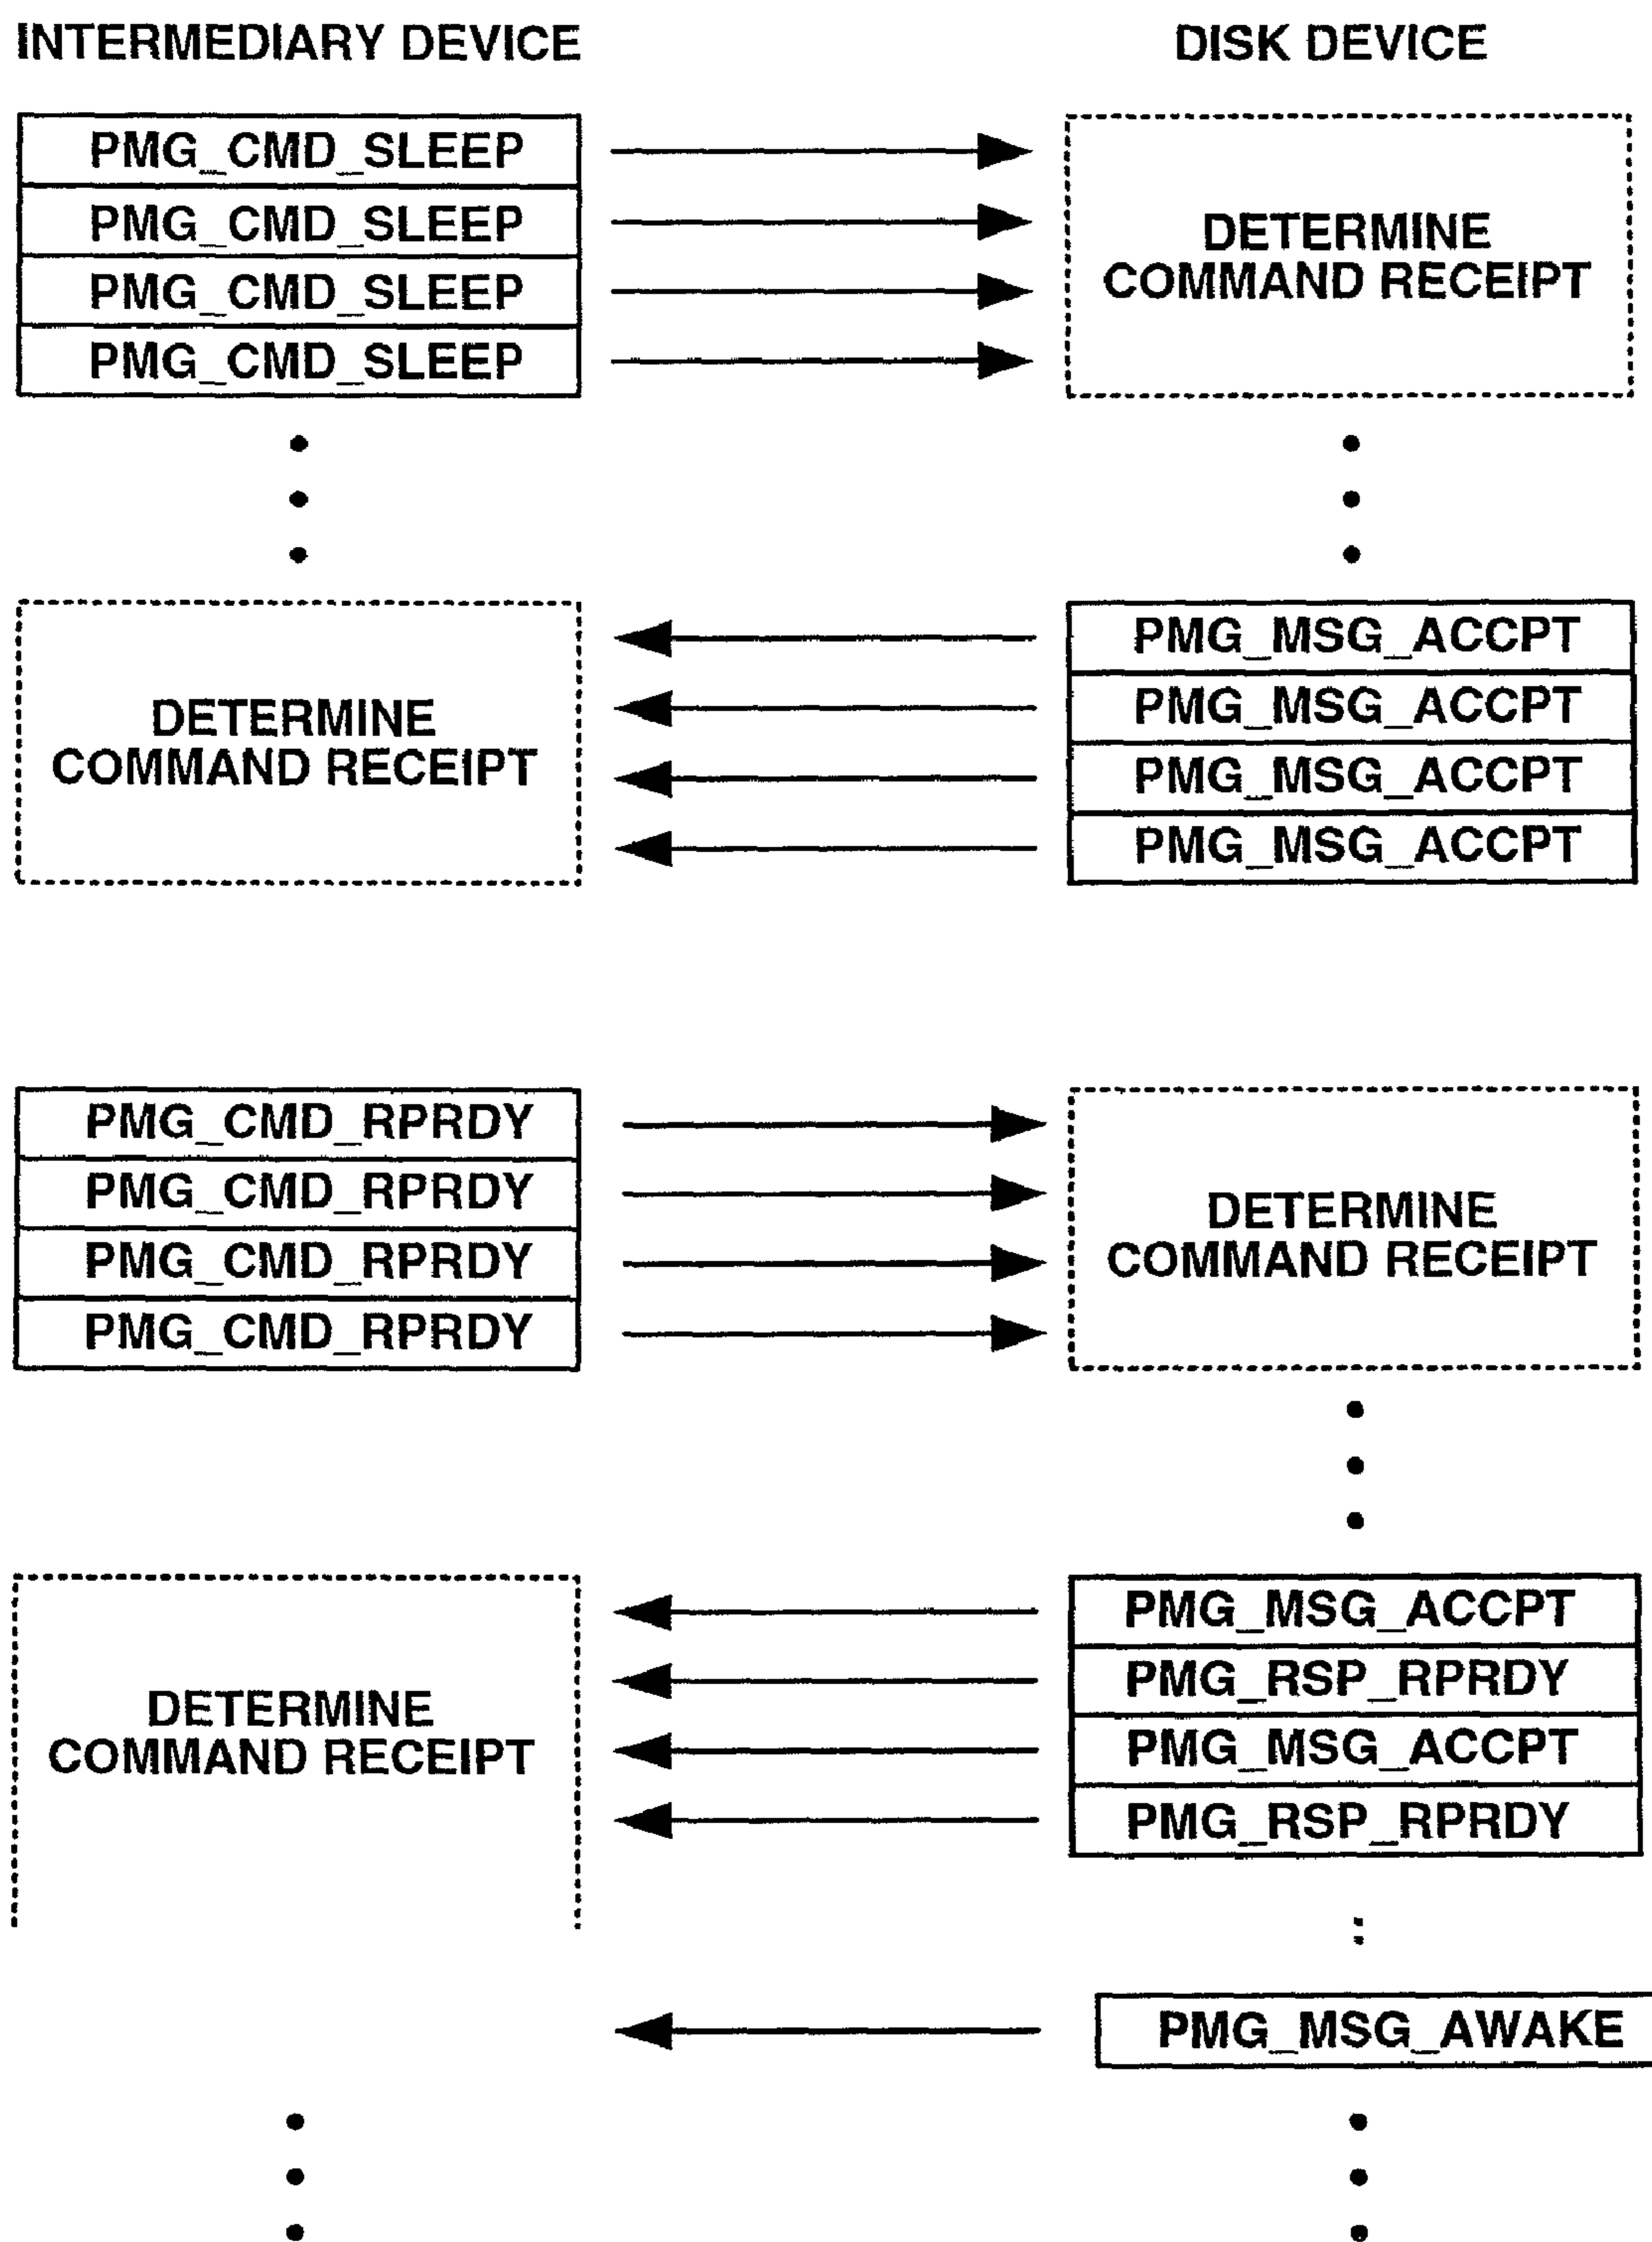 INTERMEDIARY DEVICE
DISK DEVICE
PMG_CMD_SLEEP
PMG_CMD_SLEEP
PMG_CMD_SLEEP
PMG_CMD_SLEEP
DETERMINE
COMMAND RECEIPT
DETERMINE
COMMAND RECEIPT
PMG_MSG_ACCPT
PMG_MSG_ACCPT
PMG_MSG_ACCPT
PMG_MSG_ACCPT
PMG_CMD_RPRDY
PMG_CMD_RPRDY
PMG_CMD_RPRDY
PMG_CMD_RPRDY
DETERMINE
COMMAND RECEIPT
DETERMINE
COMMAND RECEIPT
PMG_MSG_ACCPT
PMG_RSP_RPRDY
PMG_MSG_ACCPT
PMG_RSP_RPRDY
PMG_MSG_AWAKE